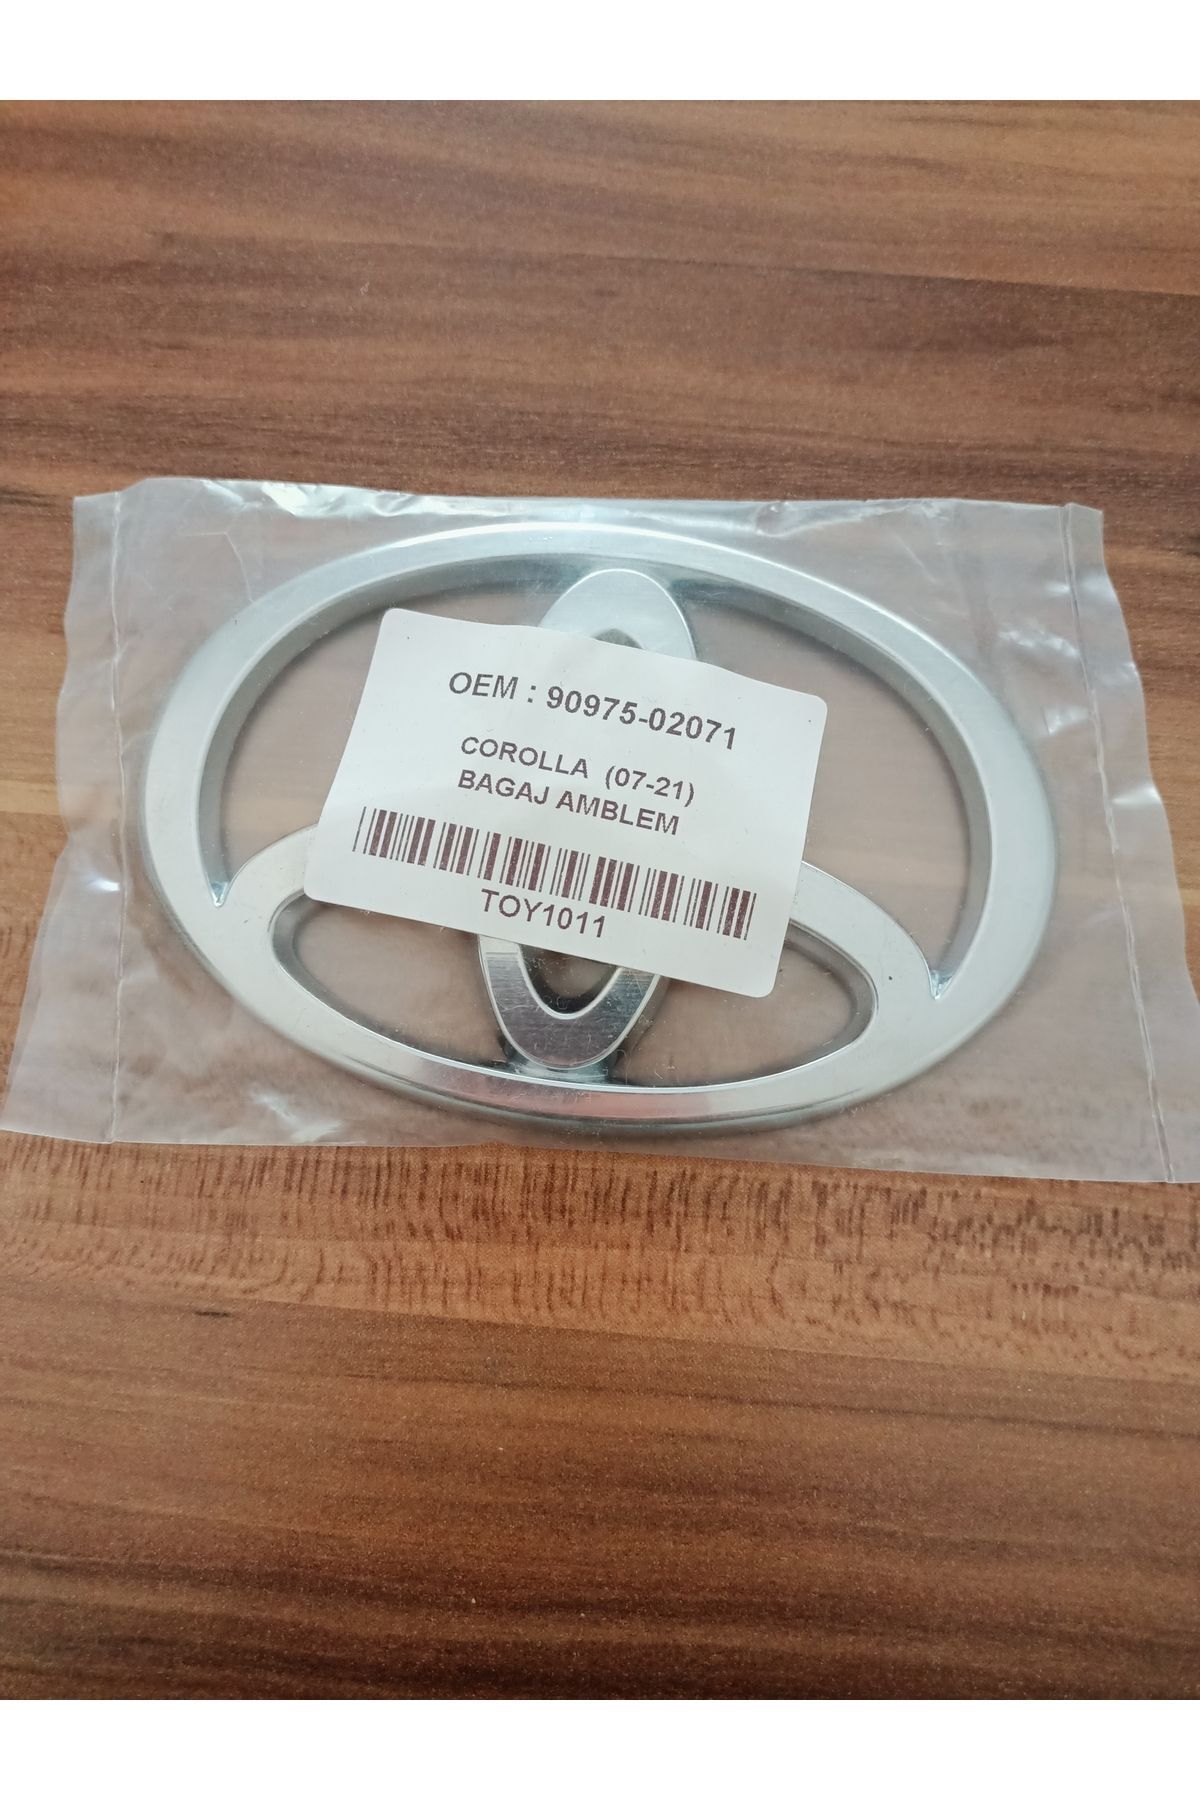 OEM : 90975-02071
COROLLA (07-21)
BAGAJ AMBLEM
TOY1011